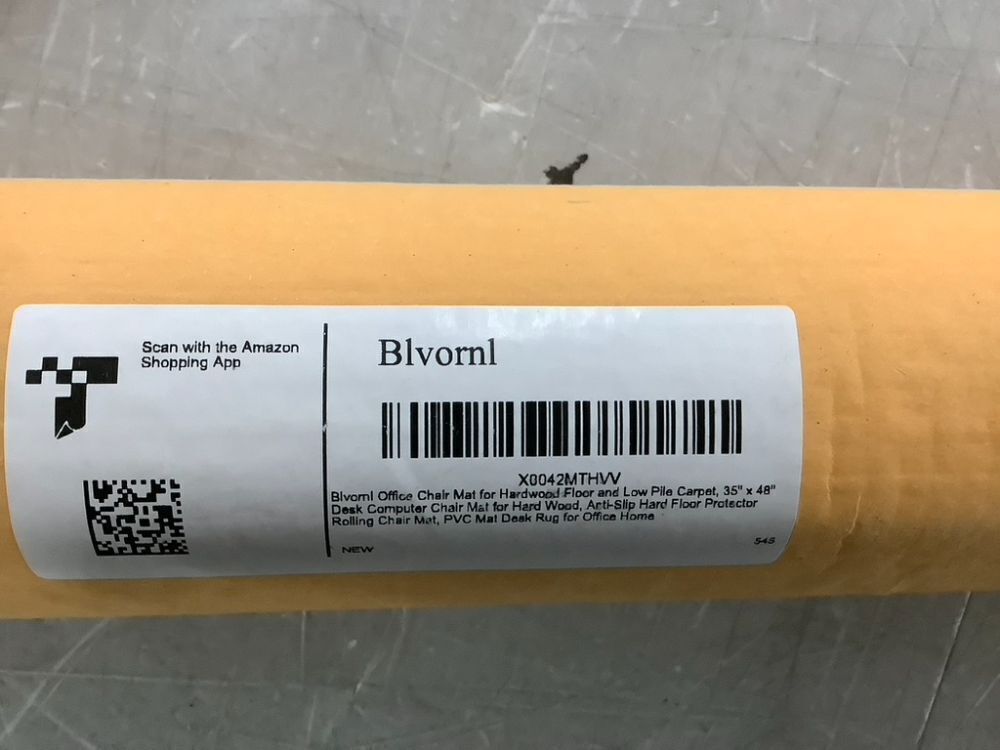 Scan with the Amazon
Shopping App
Blvornl
X0042MTHVV
Blvornl Office Chair Mat for Hardwood Floor and Low Pile Carpet, 35" x 48"
Desk Computer Chair Mat for Hard Wood, Anti-Slip Hard Floor Protector
Rolling Chair Mat, PVC Mat Desk Rug for Office Home
NEW
545